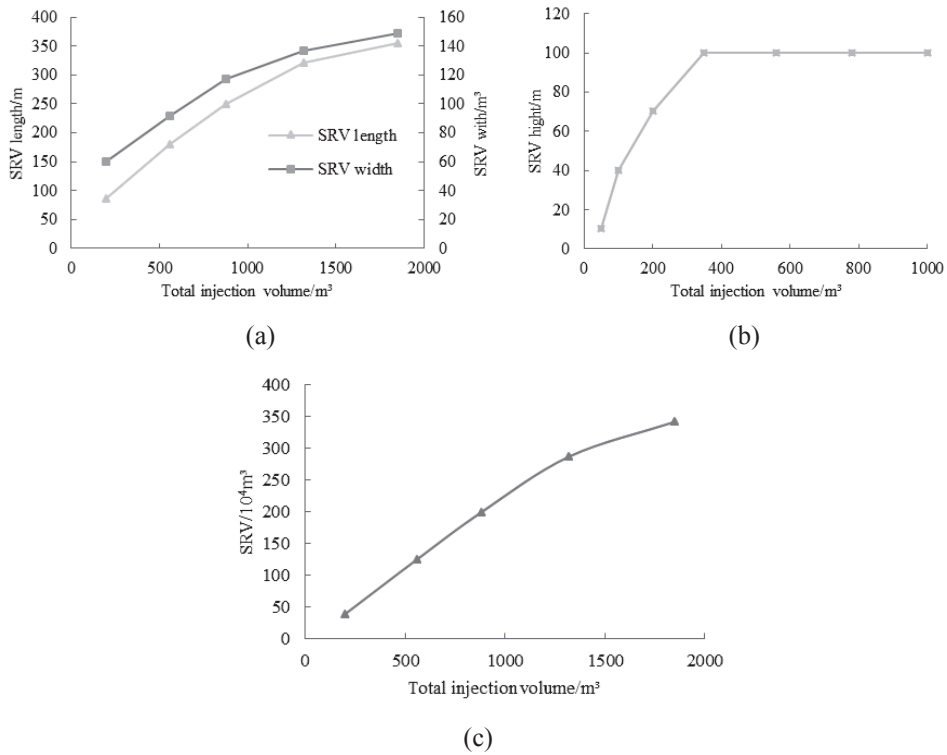 400
350
300
250
200
150
100
50
0
SRV length/m
160
140
120
100
80
60
40
20
0
SRV with/m³
SRV length
SRV width
0 500 1000 1500 2000
Total injection volume/m³
(a)
120
100
80
60
40
20
0
SRV hight/m
0 200 400 600 800 1000
Total injection volume/m³
(b)
400
350
300
250
200
150
100
50
0
SRV/10⁴m³
0 500 1000 1500 2000
Total injection volume/m³
(c)